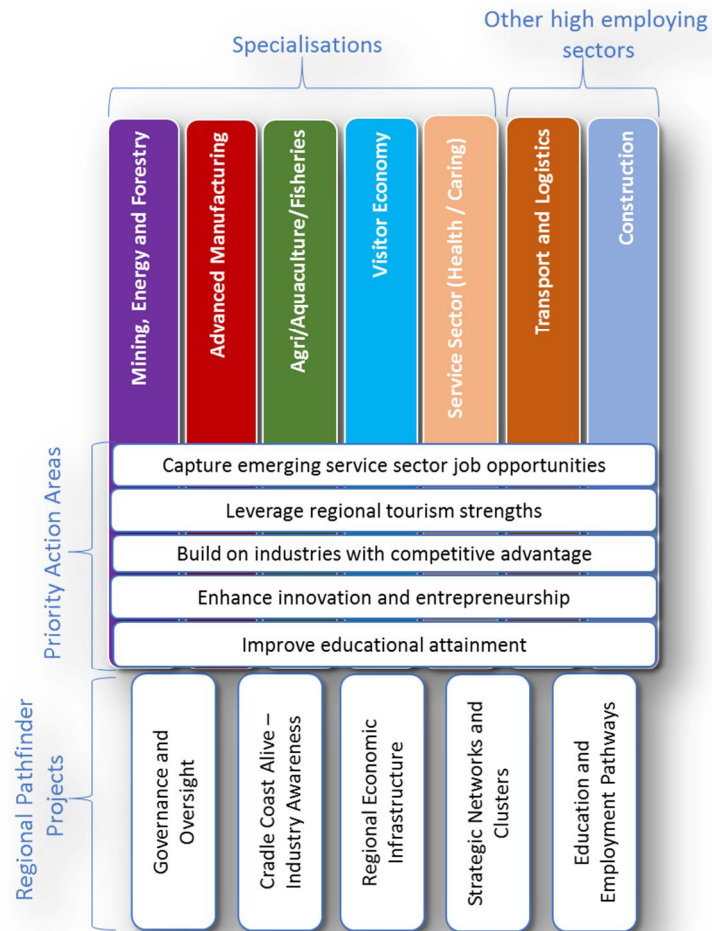 Specialisations
Other high employing
sectors
Mining, Energy and Forestry
Advanced Manufacturing
Agri/Aquaculture/Fisheries
Visitor Economy
Service Sector (Health / Caring)
Transport and Logistics
Construction
Priority Action Areas
Capture emerging service sector job opportunities
Leverage regional tourism strengths
Build on industries with competitive advantage
Enhance innovation and entrepreneurship
Improve educational attainment
Regional Pathfinder
Projects
Governance and
Oversight
Cradle Coast Alive –
Industry Awareness
Regional Economic
Infrastructure
Strategic Networks and
Clusters
Education and
Employment Pathways